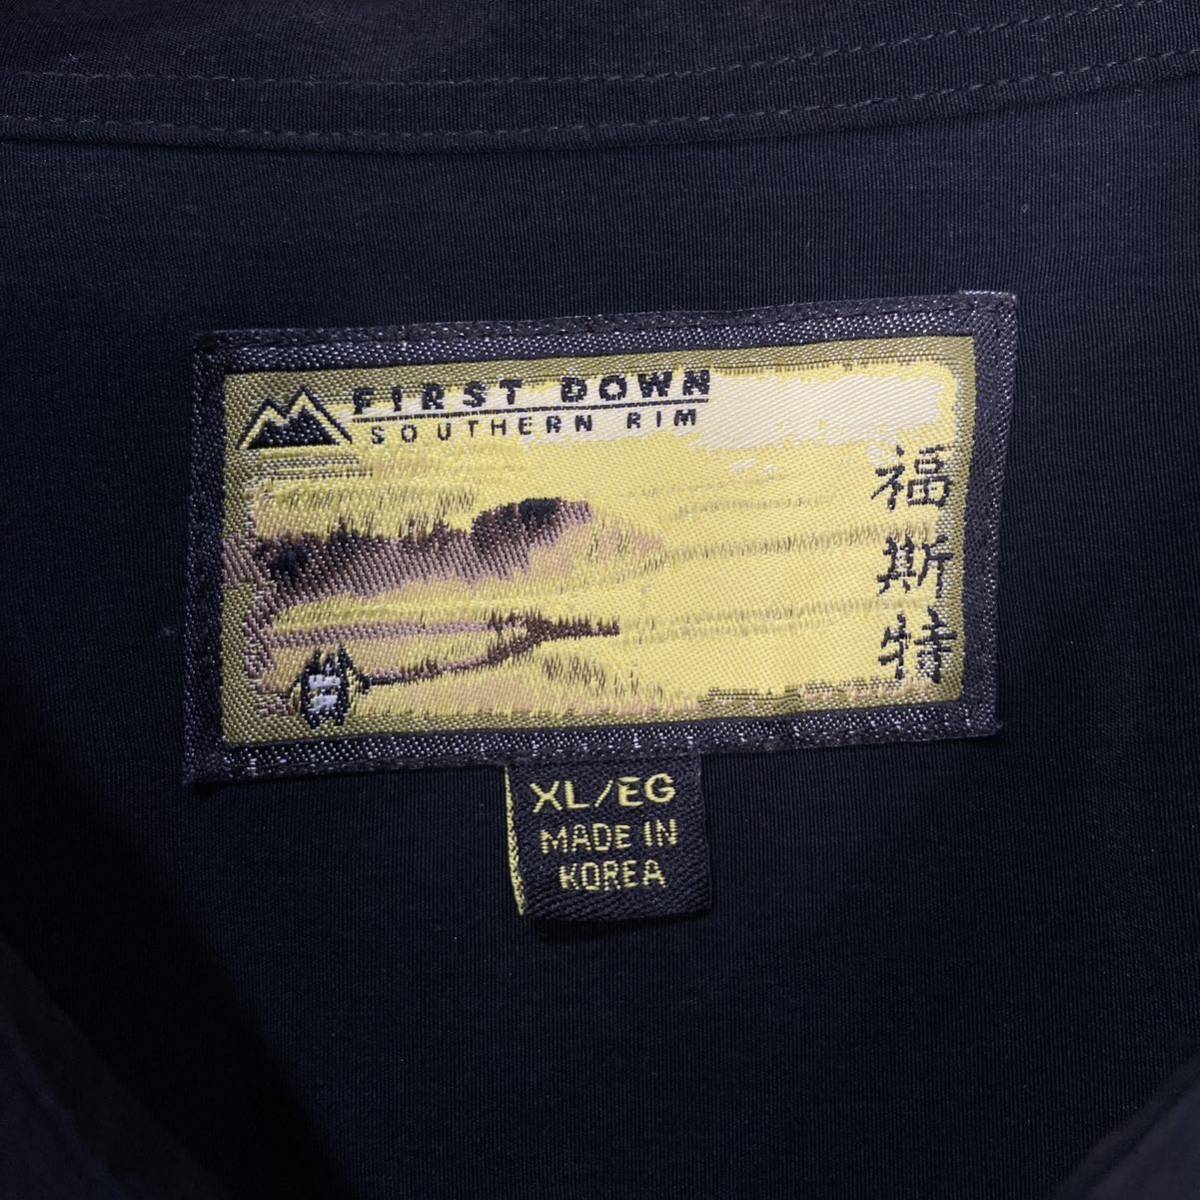 FIRST DOWN
SOUTHERN RIM
福斯特
XL/EG
MADE IN
KOREA